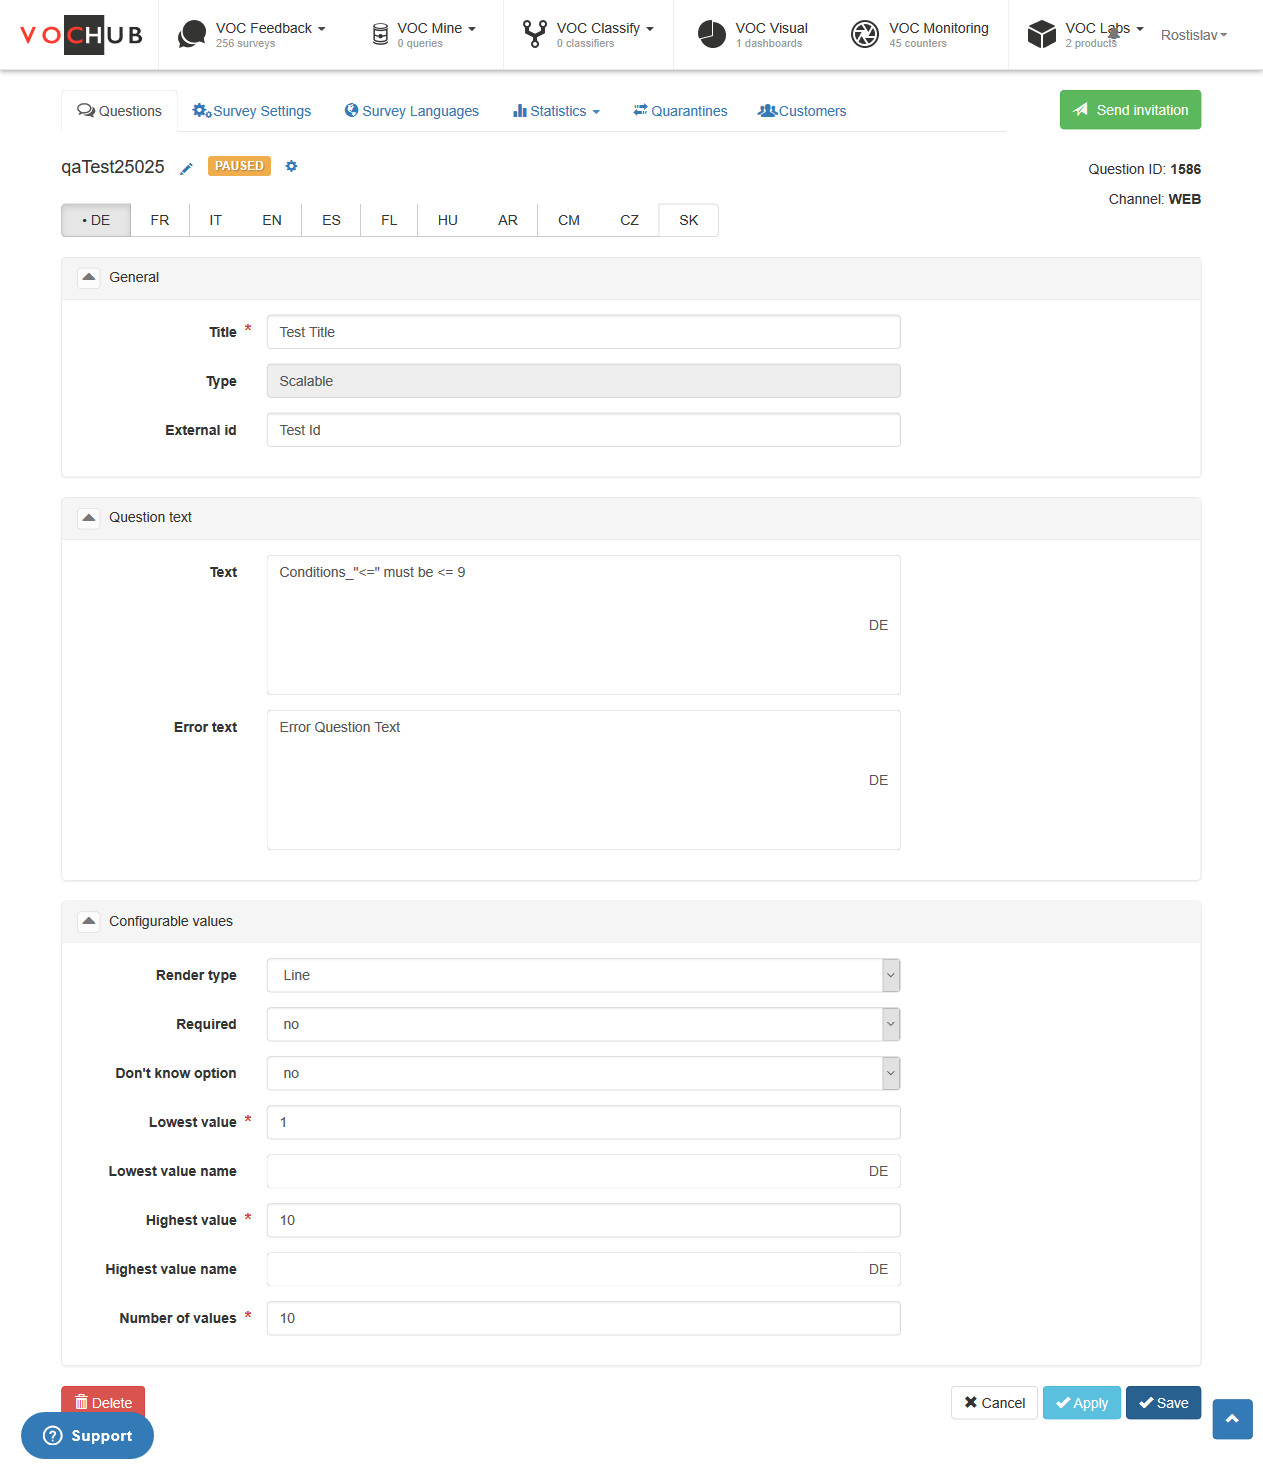 VOCHUB
VOC Feedback
256 surveys
VOC Mine
0 queries
VOC Classify
0 classifiers
VOC Visual
1 dashboards
VOC Monitoring
45 counters
VOC Labs
2 products
Rostislav
Questions
Survey Settings
Survey Languages
Statistics
Quarantines
Customers
Send invitation
qaTest25025
PAUSED
Question ID: 1586
Channel: WEB
• DE FR IT EN ES FL HU AR CM CZ SK
General
Title * Test Title
Type Scalable
External id Test Id
Question text
Text Conditions_"<=" must be <= 9
DE
Error text Error Question Text
DE
Configurable values
Render type Line
Required no
Don't know option no
Lowest value * 1
Lowest value name DE
Highest value * 10
Highest value name DE
Number of values * 10
Delete
Cancel Apply Save
Support